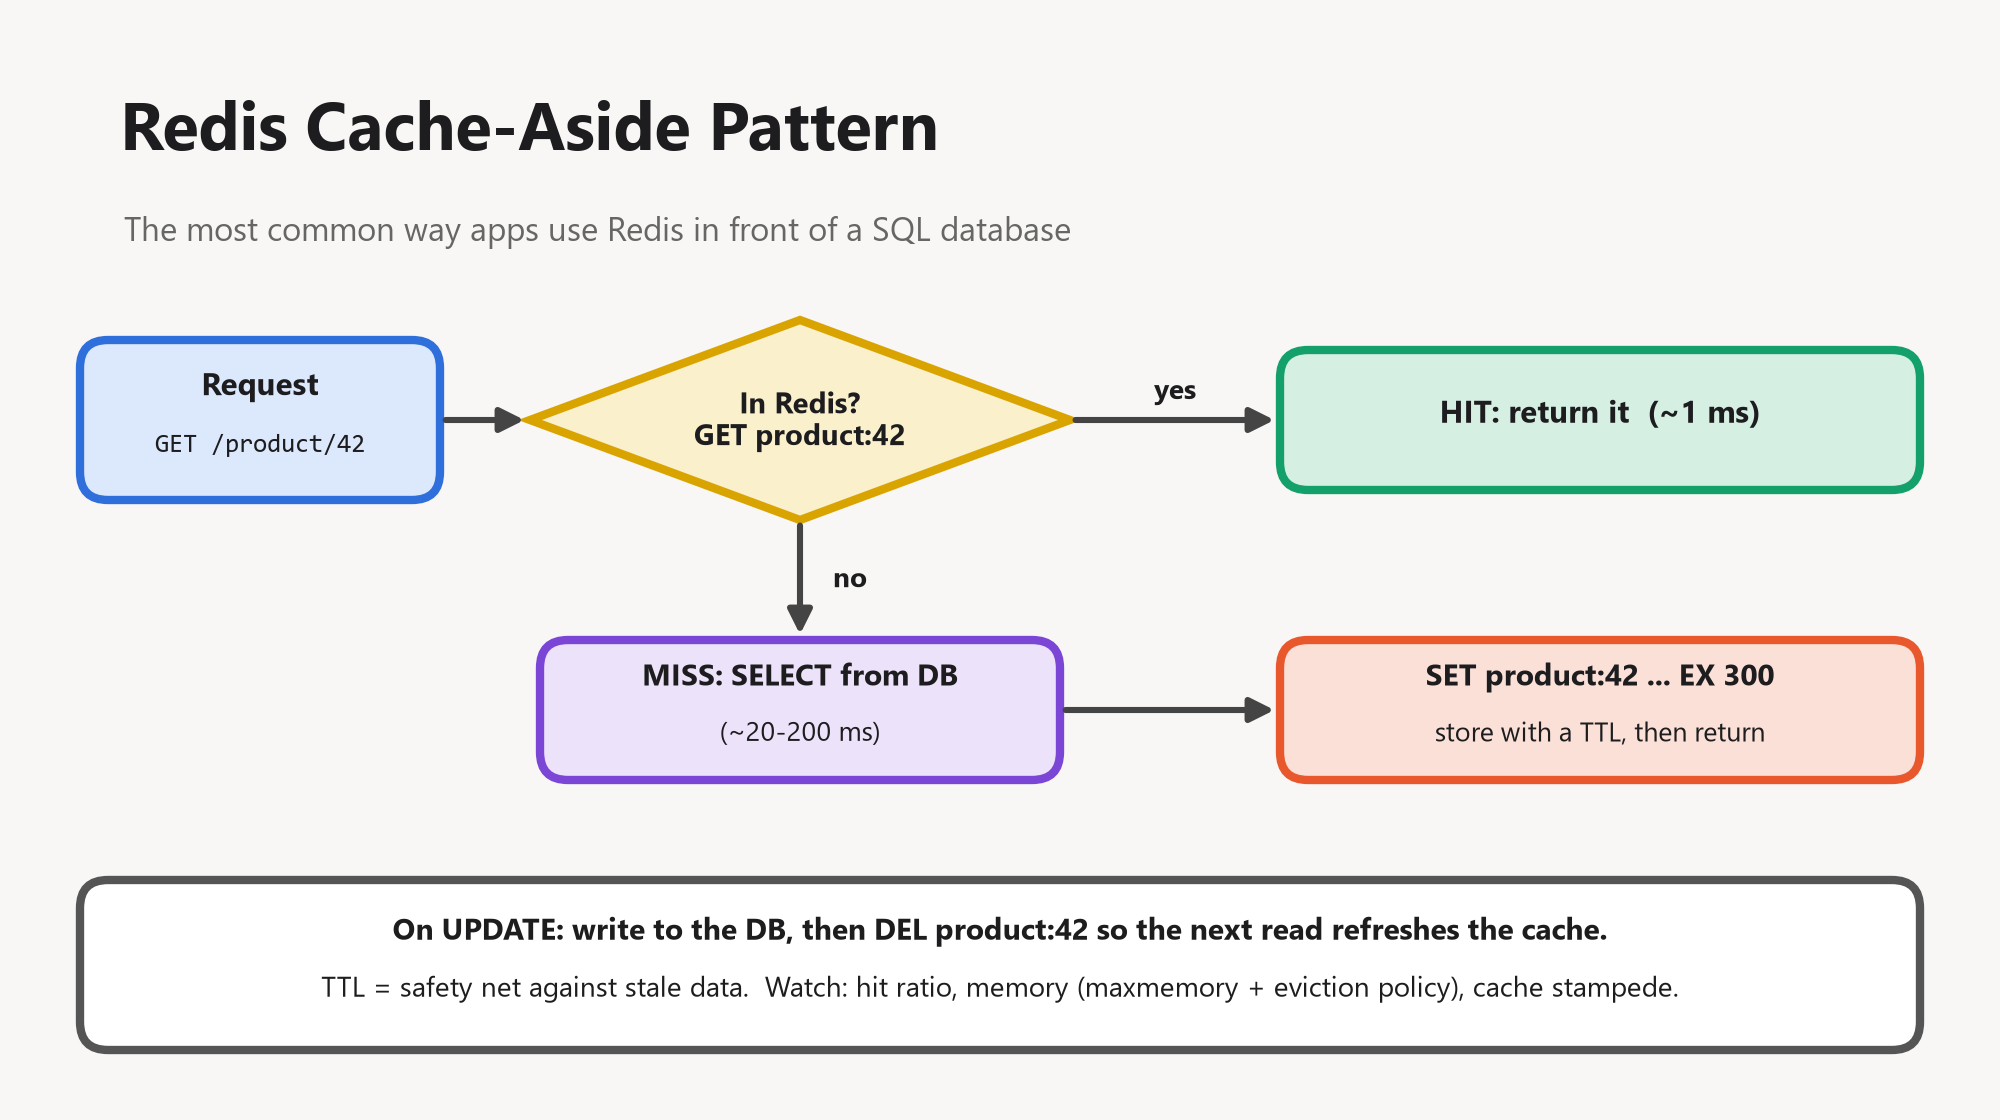 Redis Cache-Aside Pattern
The most common way apps use Redis in front of a SQL database
Request
GET /product/42
In Redis?
GET product:42
yes
HIT: return it  (~1 ms)
no
MISS: SELECT from DB
(~20-200 ms)
SET product:42 ... EX 300
store with a TTL, then return
On UPDATE: write to the DB, then DEL product:42 so the next read refreshes the cache.
TTL = safety net against stale data.  Watch: hit ratio, memory (maxmemory + eviction policy), cache stampede.